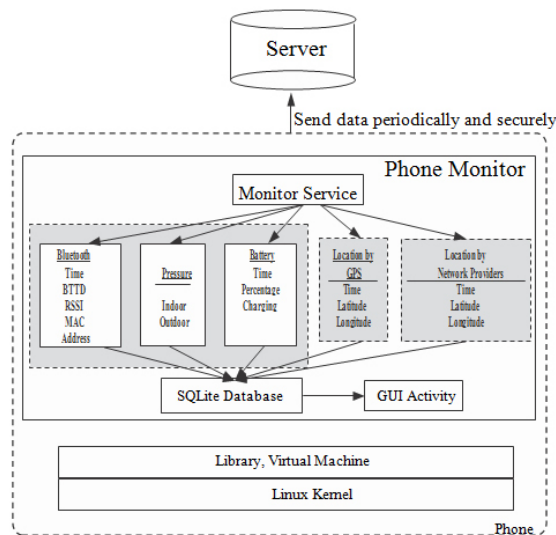 Server
Send data periodically and securely
Phone Monitor
Monitor Service
Bluetooth
Time
BTTD
RSSI
MAC
Address
Pressure
Indoor
Outdoor
Battery
Time
Percentage
Charging
Location by
GPS
Time
Latitude
Longitude
Location by
Network Providers
Time
Latitude
Longitude
SQLite Database
GUI Activity
Library, Virtual Machine
Linux Kernel
Phone